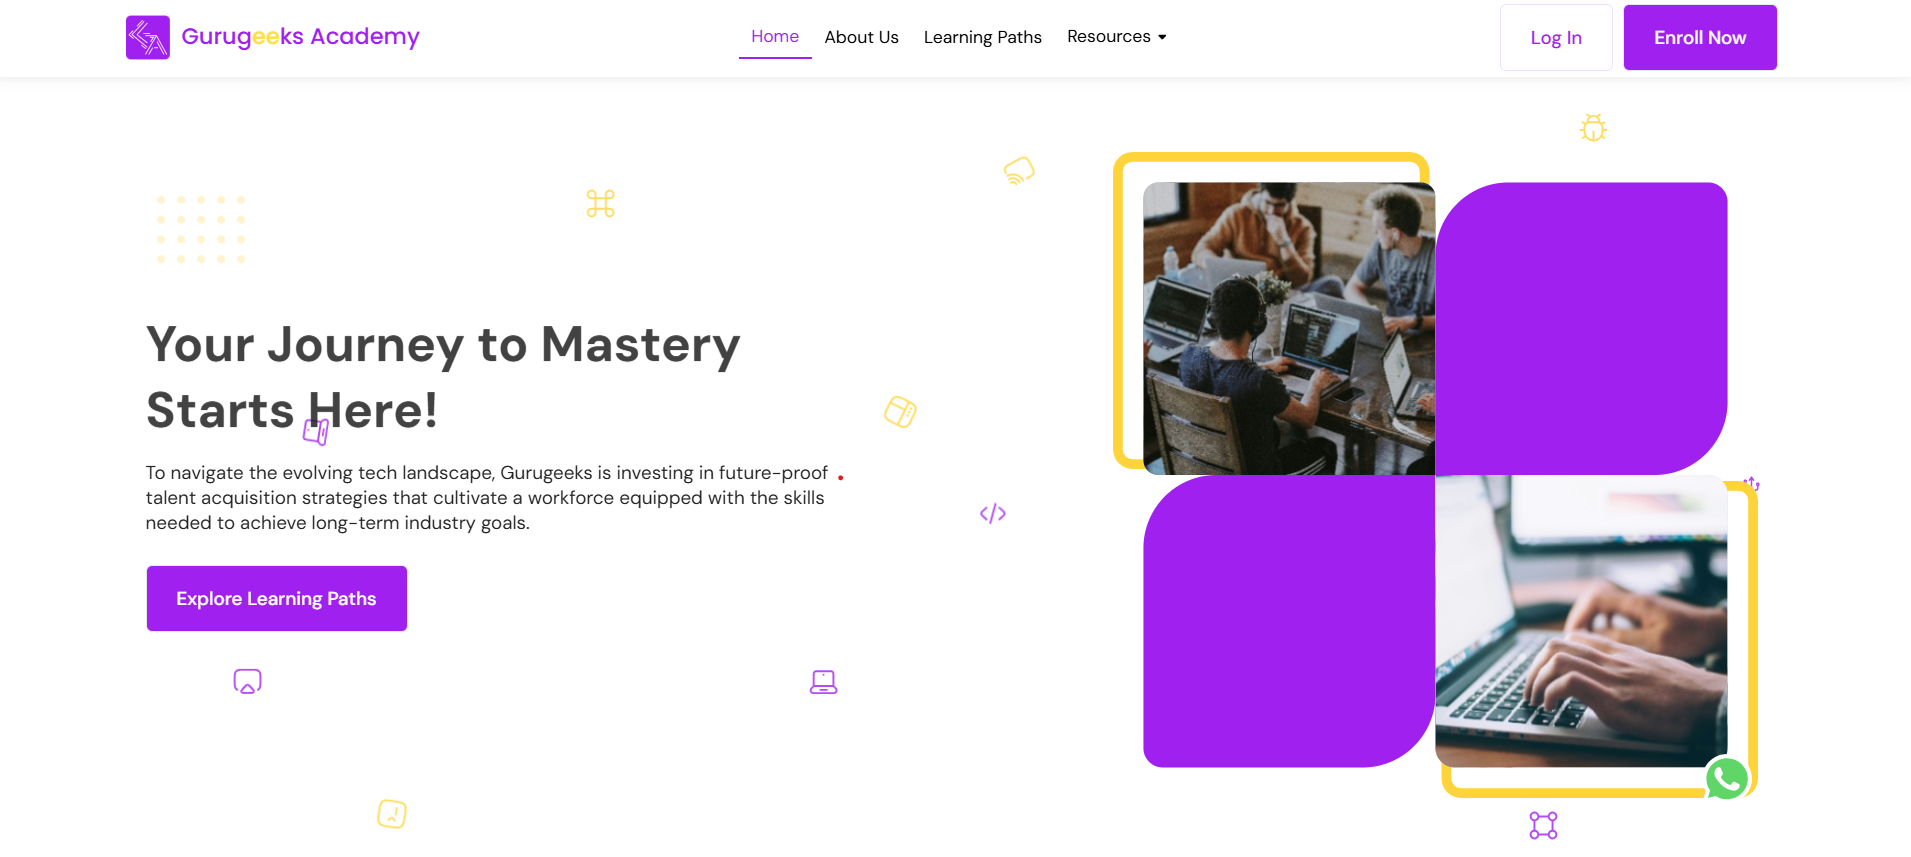 Gurugeeks Academy
Home
About Us
Learning Paths
Resources
Log In
Enroll Now
Your Journey to Mastery
Starts Here!
To navigate the evolving tech landscape, Gurugeeks is investing in future-proof
talent acquisition strategies that cultivate a workforce equipped with the skills
needed to achieve long-term industry goals.
Explore Learning Paths